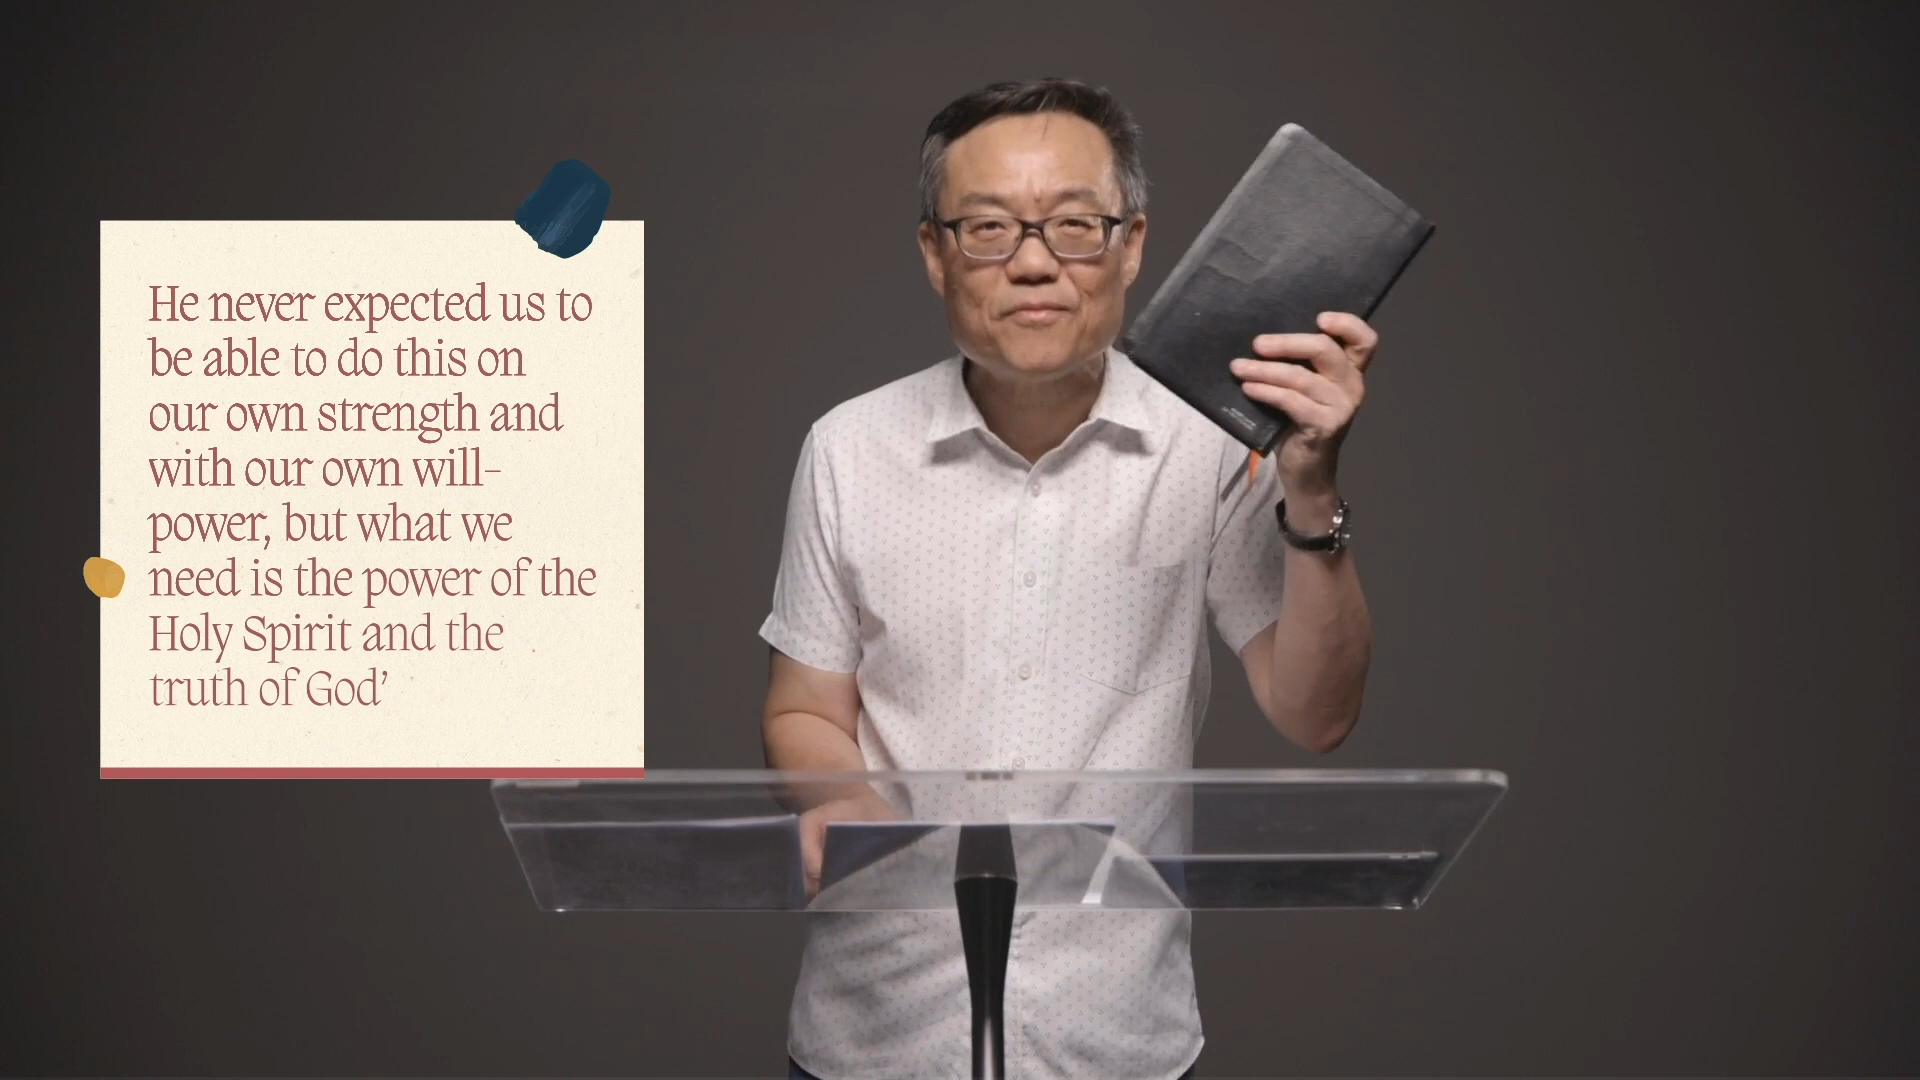 He never expected us to
be able to do this on
our own strength and
with our own will-
power, but what we
need is the power of the
Holy Spirit and the
truth of God’